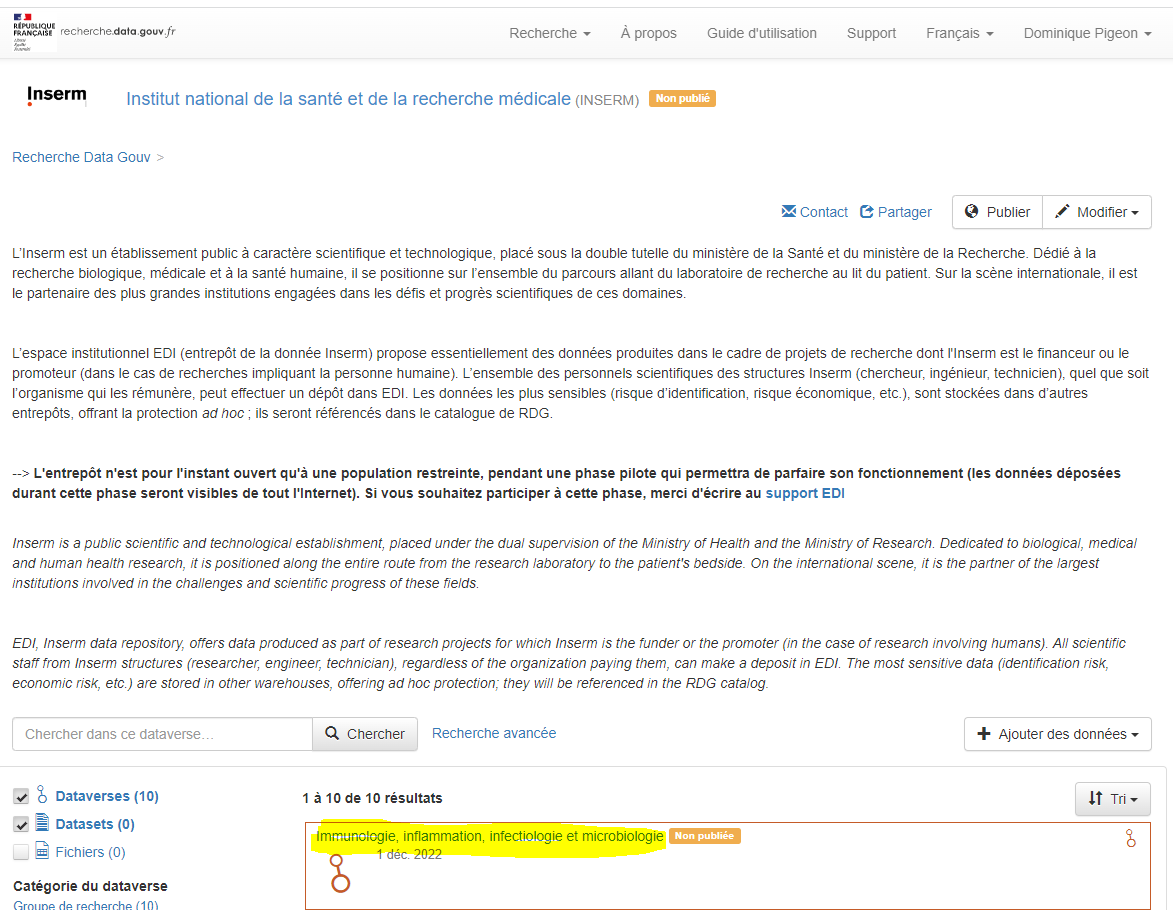 RÉPUBLIQUE
FRANÇAISE
Liberté
Égalité
Fraternité
recherche.data.gouv.fr
Recherche
À propos
Guide d'utilisation
Support
Français
Dominique Pigeon
Inserm
Institut national de la santé et de la recherche médicale (INSERM) Non publié
Recherche Data Gouv >
Contact
Partager
Publier
Modifier
L'Inserm est un établissement public à caractère scientifique et technologique, placé sous la double tutelle du ministère de la Santé et du ministère de la Recherche. Dédié à la
recherche biologique, médicale et à la santé humaine, il se positionne sur l'ensemble du parcours allant du laboratoire de recherche au lit du patient. Sur la scène internationale, il est
le partenaire des plus grandes institutions engagées dans les défis et progrès scientifiques de ces domaines.
L'espace institutionnel EDI (entrepôt de la donnée Inserm) propose essentiellement des données produites dans le cadre de projets de recherche dont l'Inserm est le financeur ou le
promoteur (dans le cas de recherches impliquant la personne humaine). L'ensemble des personnels scientifiques des structures Inserm (chercheur, ingénieur, technicien), quel que soit
l'organisme qui les rémunère, peut effectuer un dépôt dans EDI. Les données les plus sensibles (risque d'identification, risque économique, etc.), sont stockées dans d'autres
entrepôts, offrant la protection ad hoc ; ils seront référencés dans le catalogue de RDG.
--> L'entrepôt n'est pour l'instant ouvert qu'à une population restreinte, pendant une phase pilote qui permettra de parfaire son fonctionnement (les données déposées
durant cette phase seront visibles de tout l'Internet). Si vous souhaitez participer à cette phase, merci d'écrire au support EDI
Inserm is a public scientific and technological establishment, placed under the dual supervision of the Ministry of Health and the Ministry of Research. Dedicated to biological, medical
and human health research, it is positioned along the entire route from the research laboratory to the patient's bedside. On the international scene, it is the partner of the largest
institutions involved in the challenges and scientific progress of these fields.
EDI, Inserm data repository, offers data produced as part of research projects for which Inserm is the funder or the promoter (in the case of research involving humans). All scientific
staff from Inserm structures (researcher, engineer, technician), regardless of the organization paying them, can make a deposit in EDI. The most sensitive data (identification risk,
economic risk, etc.) are stored in other warehouses, offering ad hoc protection; they will be referenced in the RDG catalog.
Chercher dans ce dataverse...
Chercher
Recherche avancée
Ajouter des données
Dataverses (10)
Datasets (0)
Fichiers (0)
Catégorie du dataverse
Groupe de recherche (10)
1 à 10 de 10 résultats
Tri
Immunologie, inflammation, infectiologie et microbiologie Non publiée
1 déc. 2022